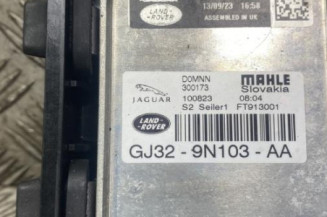 13/09/23 16:58
ASSEMBLED IN UK
LAND-
ROVER
D0MNN
300173
MAHLE
Slovakia
JAGUAR
100823 08:04
S2 Seiler1 FT913001
LAND-
ROVER
GJ32 - 9N103 - AA